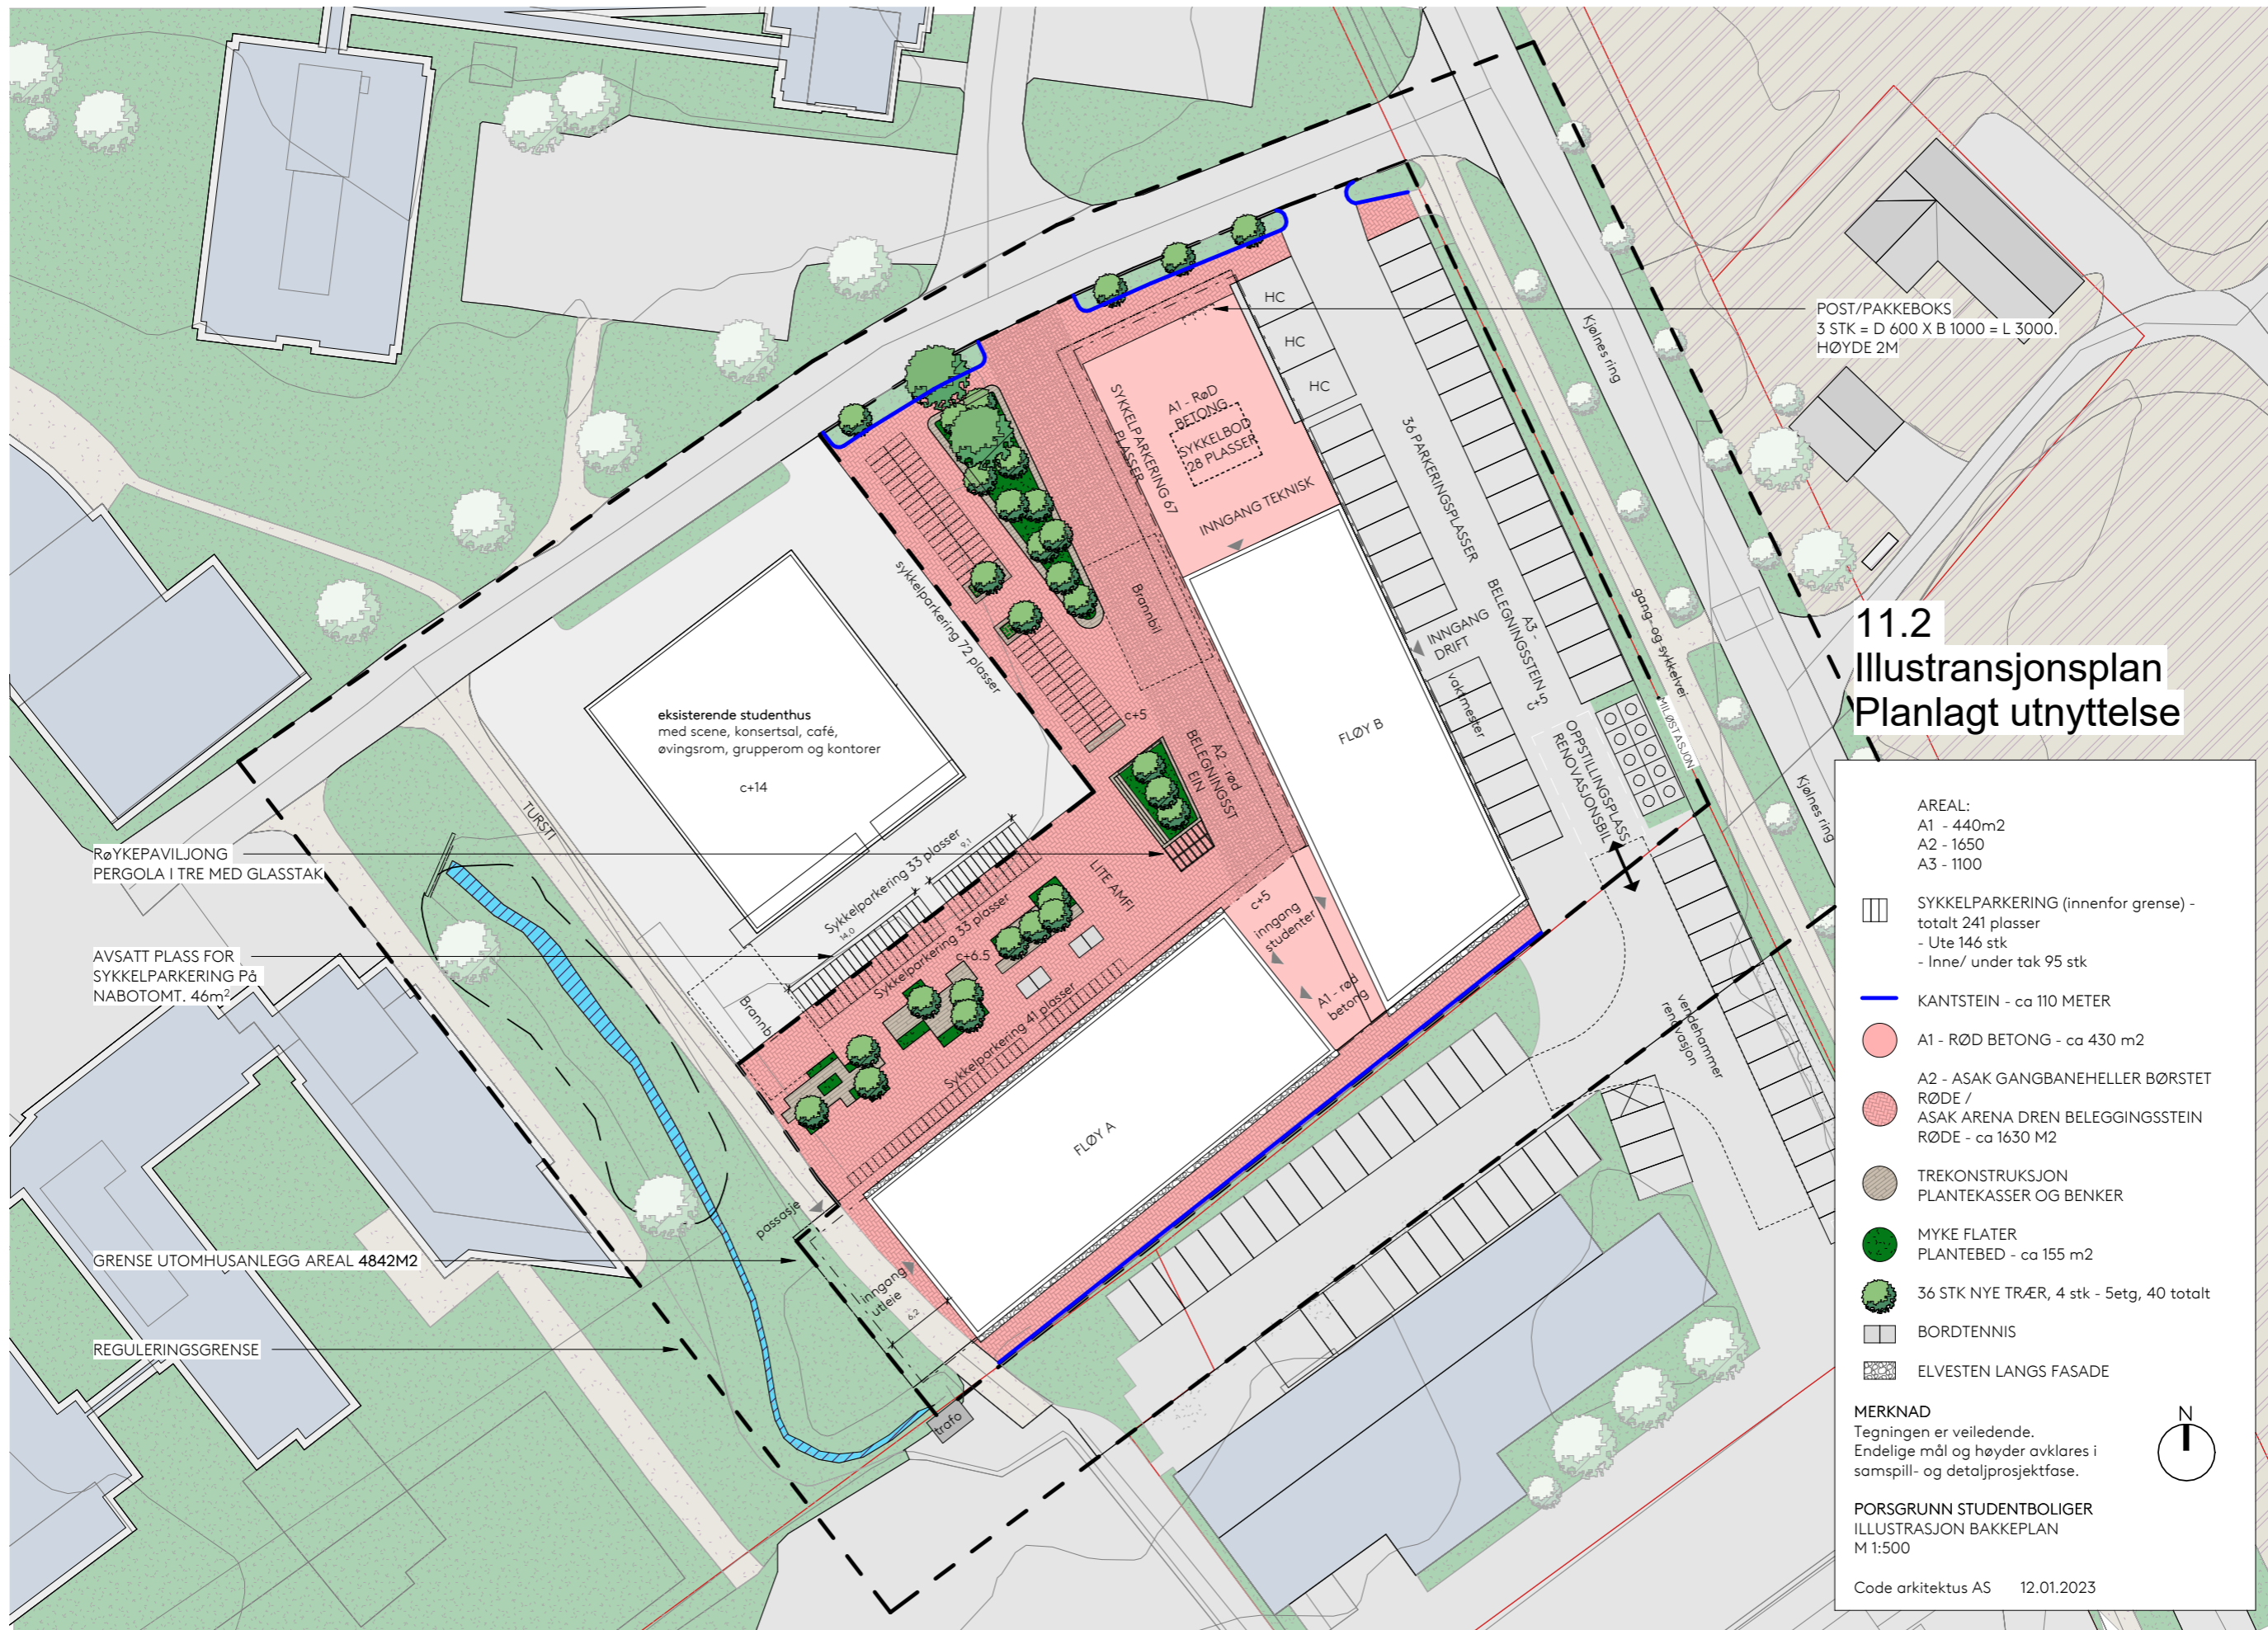 POST/PAKKEBOKS
3 STK = D 600 X B 1000 = L 3000.
HØYDE 2M
HC
HC
HC
A1 - RøD
BETONG
SYKKELBOD
28 PLASSER
SYKKELPARKERING 67
PLASSER
INNGANG TEKNISK
36 PARKERINGSPLASSER
Kjølnes ring
A3 -
BELEGNINGSSTEIN
c+5
gang- og sykkelvei
INNGANG
DRIFT
vaktmester
Brannbil
sykkelparkering 72 plasser
eksisterende studenthus
med scene, konsertsal, café,
øvingsrom, grupperom og kontorer
c+14
c+5
A2 - rød
BELEGNINGSST
EIN
FLØY B
OPPSTILLINGSPLASS
RENOVASJONSBIL
MILJØSTASJON
Kjølnes ring
TURSTI
RøYKEPAVILJONG
PERGOLA I TRE MED GLASSTAK
AVSATT PLASS FOR
SYKKELPARKERING På
NABOTOMT. 46m²
Sykkelparkering 33 plasser
9,1
14,0
Sykkelparkering 33 plasser
LITE AMFI
c+6.5
c+5
inngang
studenter
A1 - rød
betong
Brannb
Sykkelparkering 41 plasser
FLØY A
vendehammer
renovasjon
passasje
GRENSE UTOMHUSANLEGG AREAL 4842M2
inngang
utleie
6,2
REGULERINGSGRENSE
trafo
11.2
Illustransjonsplan
Planlagt utnyttelse
AREAL:
A1 - 440m2
A2 - 1650
A3 - 1100
SYKKELPARKERING (innenfor grense) -
totalt 241 plasser
- Ute 146 stk
- Inne/ under tak 95 stk
KANTSTEIN - ca 110 METER
A1 - RØD BETONG - ca 430 m2
A2 - ASAK GANGBANEHELLER BØRSTET
RØDE /
ASAK ARENA DREN BELEGGINGSSTEIN
RØDE - ca 1630 M2
TREKONSTRUKSJON
PLANTEKASSER OG BENKER
MYKE FLATER
PLANTEBED - ca 155 m2
36 STK NYE TRÆR, 4 stk - 5etg, 40 totalt
BORDTENNIS
ELVESTEN LANGS FASADE
MERKNAD
Tegningen er veiledende.
Endelige mål og høyder avklares i
samspill- og detaljprosjektfase.
N
PORSGRUNN STUDENTBOLIGER
ILLUSTRASJON BAKKEPLAN
M 1:500
Code arkitektus AS 12.01.2023